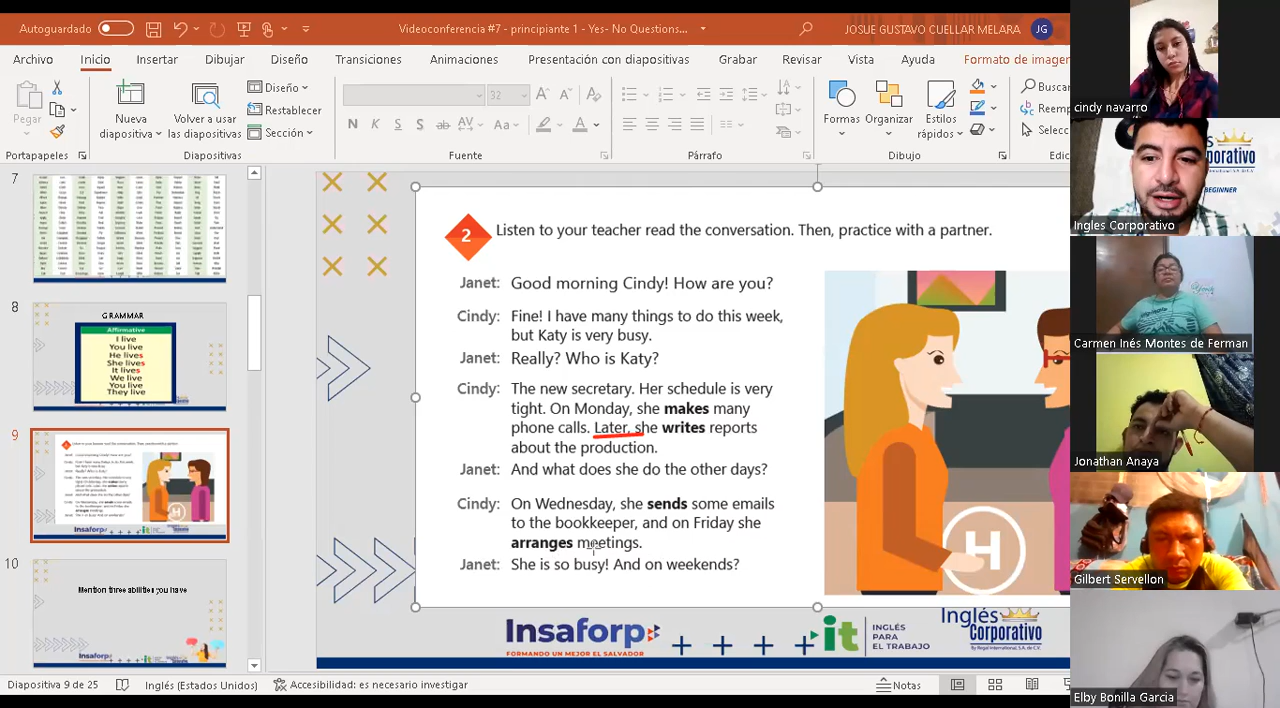 Autoguardado
Videoconferencia #7 - principiante 1 - Yes- No Questions...
JOSUE GUSTAVO CUELLAR MELARA
JG
Archivo
Inicio
Insertar
Dibujar
Diseño
Transiciones
Animaciones
Presentación con diapositivas
Grabar
Revisar
Vista
Ayuda
Formato de imagen
Pegar
Nueva
diapositiva
Volver a usar
las diapositivas
Diseño
Restablecer
Sección
32
N K S S ab AV Aa A
Formas
Organizar
Estilos
rápidos
Buscar
Reemp
Selecc
Portapapeles
Diapositivas
Fuente
Párrafo
Dibujo
Edic
7
8
GRAMMAR
Affirmative
I live
You live
He lives
She lives
It lives
We live
You live
They live
9
10
Mention three abilities you have
2
Listen to your teacher read the conversation. Then, practice with a partner.
Janet: Good morning Cindy! How are you?
Cindy: Fine! I have many things to do this week,
but Katy is very busy.
Janet: Really? Who is Katy?
Cindy: The new secretary. Her schedule is very
tight. On Monday, she makes many
phone calls. Later, she writes reports
about the production.
Janet: And what does she do the other days?
Cindy: On Wednesday, she sends some emails
to the bookkeeper, and on Friday she
arranges meetings.
Janet: She is so busy! And on weekends?
H
Insaforp
FORMANDO UN MEJOR EL SALVADOR
it
INGLÉS
PARA
EL TRABAJO
Inglés
Corporativo
By Regal International, S.A. de C.V.
Diapositiva 9 de 25
Inglés (Estados Unidos)
Accesibilidad: es necesario investigar
Notas
cindy navarro
porativo
BEGINNER
Ingles Corporativo
Carmen Inés Montes de Ferman
Jonathan Anaya
Gilbert Servellon
Elby Bonilla Garcia